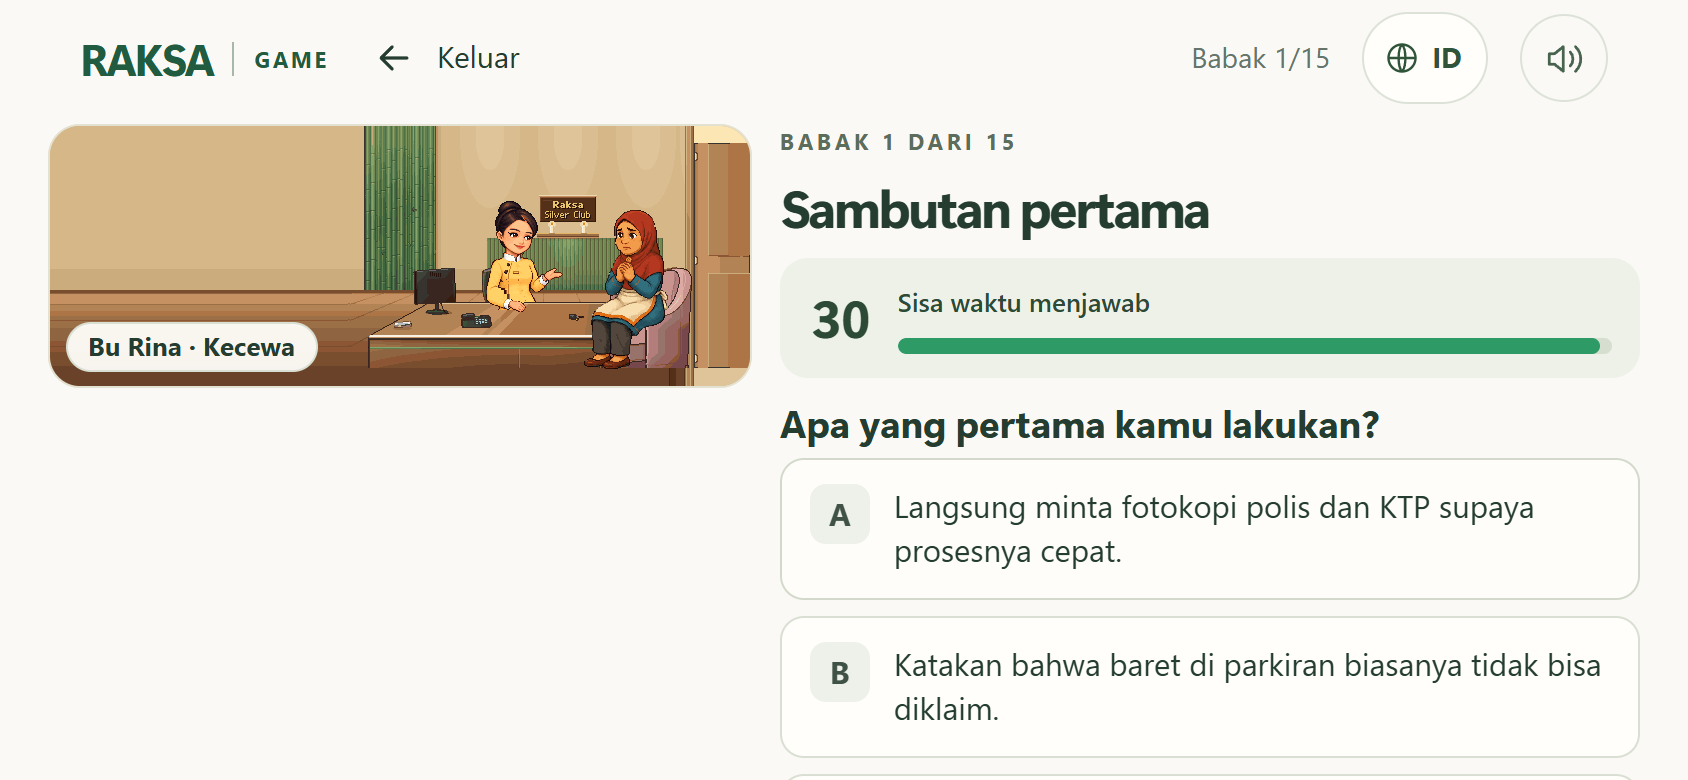 RAKSA GAME Keluar Babak 1/15 ID
Raksa
Silver Club
Bu Rina · Kecewa
BABAK 1 DARI 15
Sambutan pertama
30 Sisa waktu menjawab
Apa yang pertama kamu lakukan?
A Langsung minta fotokopi polis dan KTP supaya
prosesnya cepat.
B Katakan bahwa baret di parkiran biasanya tidak bisa
diklaim.